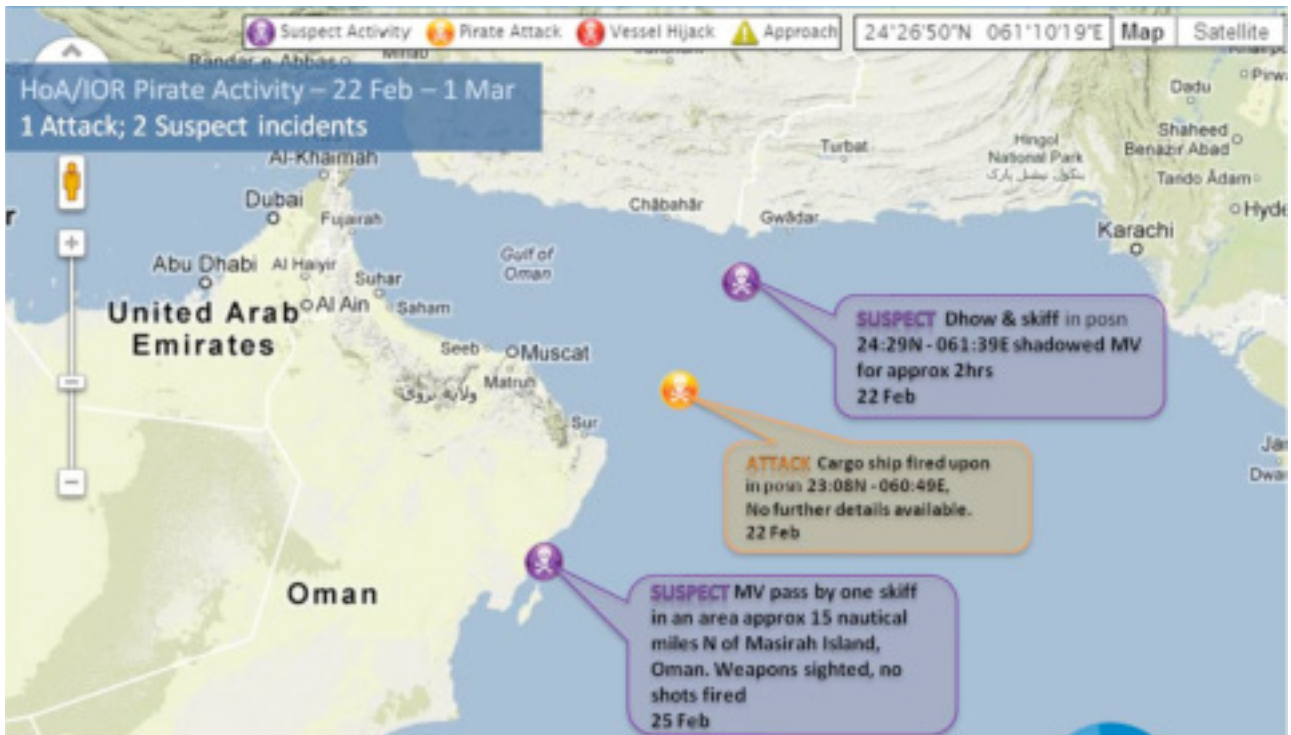 Suspect Activity Pirate Attack Vessel Hijack Approach
24°26'50"N 061°10'19"E
Map Satellite
HoA/IOR Pirate Activity – 22 Feb – 1 Mar
1 Attack; 2 Suspect incidents
Bandar-e-Abbas
Minab
Al-Khaimah
Dubai
Fujairah
Abu Dhabi
Al Haiyir
Suhar
Al Ain
Saham
United Arab
Emirates
Seeb
Muscat
Matruh
Sur
Oman
Gulf of
Oman
Chābahār
Turbat
Gwādar
Hingol
National Park
Karachi
Dadu
Shaheed
Benazir Abad
Tando Ādam
Hyde
SUSPECT Dhow & skiff in posn
24:29N - 061:39E shadowed MV
for approx 2hrs
22 Feb
ATTACK Cargo ship fired upon
in posn 23:08N - 060:49E,
No further details available.
22 Feb
SUSPECT MV pass by one skiff
in an area approx 15 nautical
miles N of Masirah Island,
Oman. Weapons sighted, no
shots fired
25 Feb